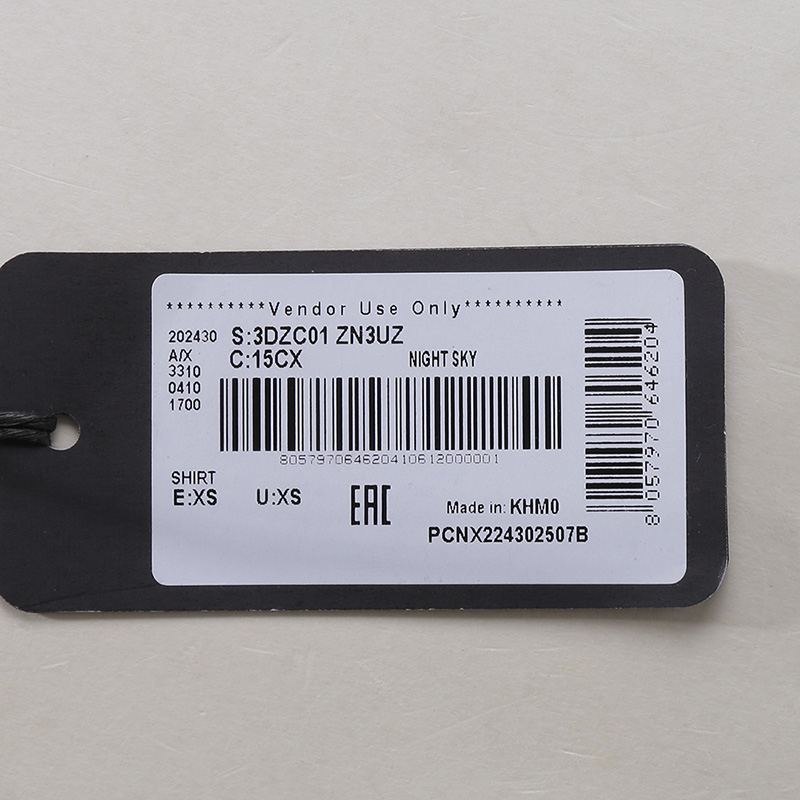 **********Vendor Use Only**********
202430 S:3DZC01 ZN3UZ
A/X C:15CX NIGHT SKY
3310
0410
1700
805797064620410612000001
SHIRT
E:XS U:XS EAC
Made in: KHM0
PCNX224302507B
8 057970 646204